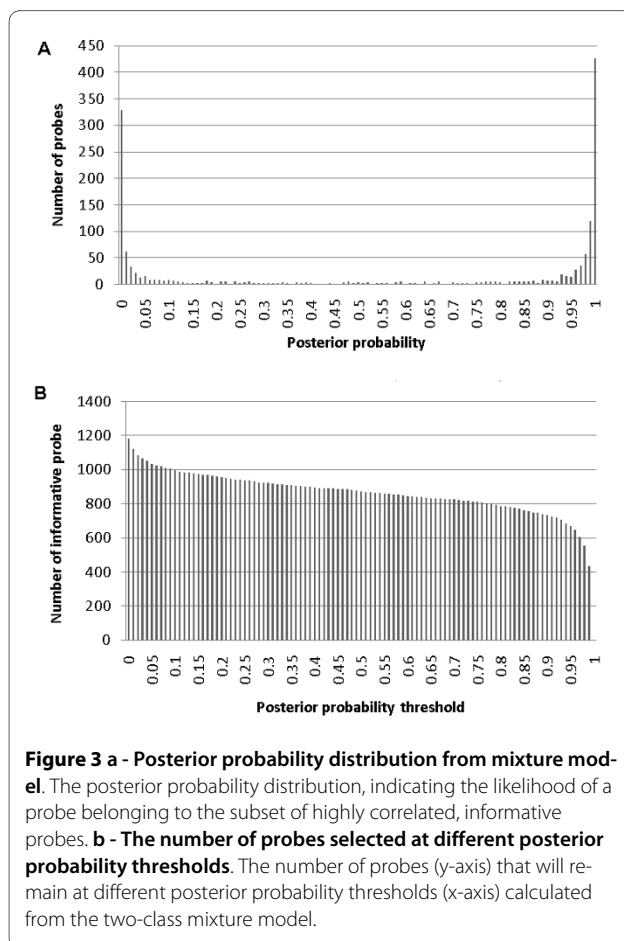 A
450
400
350
300
250
200
150
100
50
0
Number of probes
0 0.05 0.1 0.15 0.2 0.25 0.3 0.35 0.4 0.45 0.5 0.55 0.6 0.65 0.7 0.75 0.8 0.85 0.9 0.95 1
Posterior probability
B
1400
1200
1000
800
600
400
200
0
Number of informative probe
0 0.05 0.1 0.15 0.2 0.25 0.3 0.35 0.4 0.45 0.5 0.55 0.6 0.65 0.7 0.75 0.8 0.85 0.9 0.95 1
Posterior probability threshold
Figure 3 a - Posterior probability distribution from mixture mod-
el. The posterior probability distribution, indicating the likelihood of a
probe belonging to the subset of highly correlated, informative
probes. b - The number of probes selected at different posterior
probability thresholds. The number of probes (y-axis) that will re-
main at different posterior probability thresholds (x-axis) calculated
from the two-class mixture model.